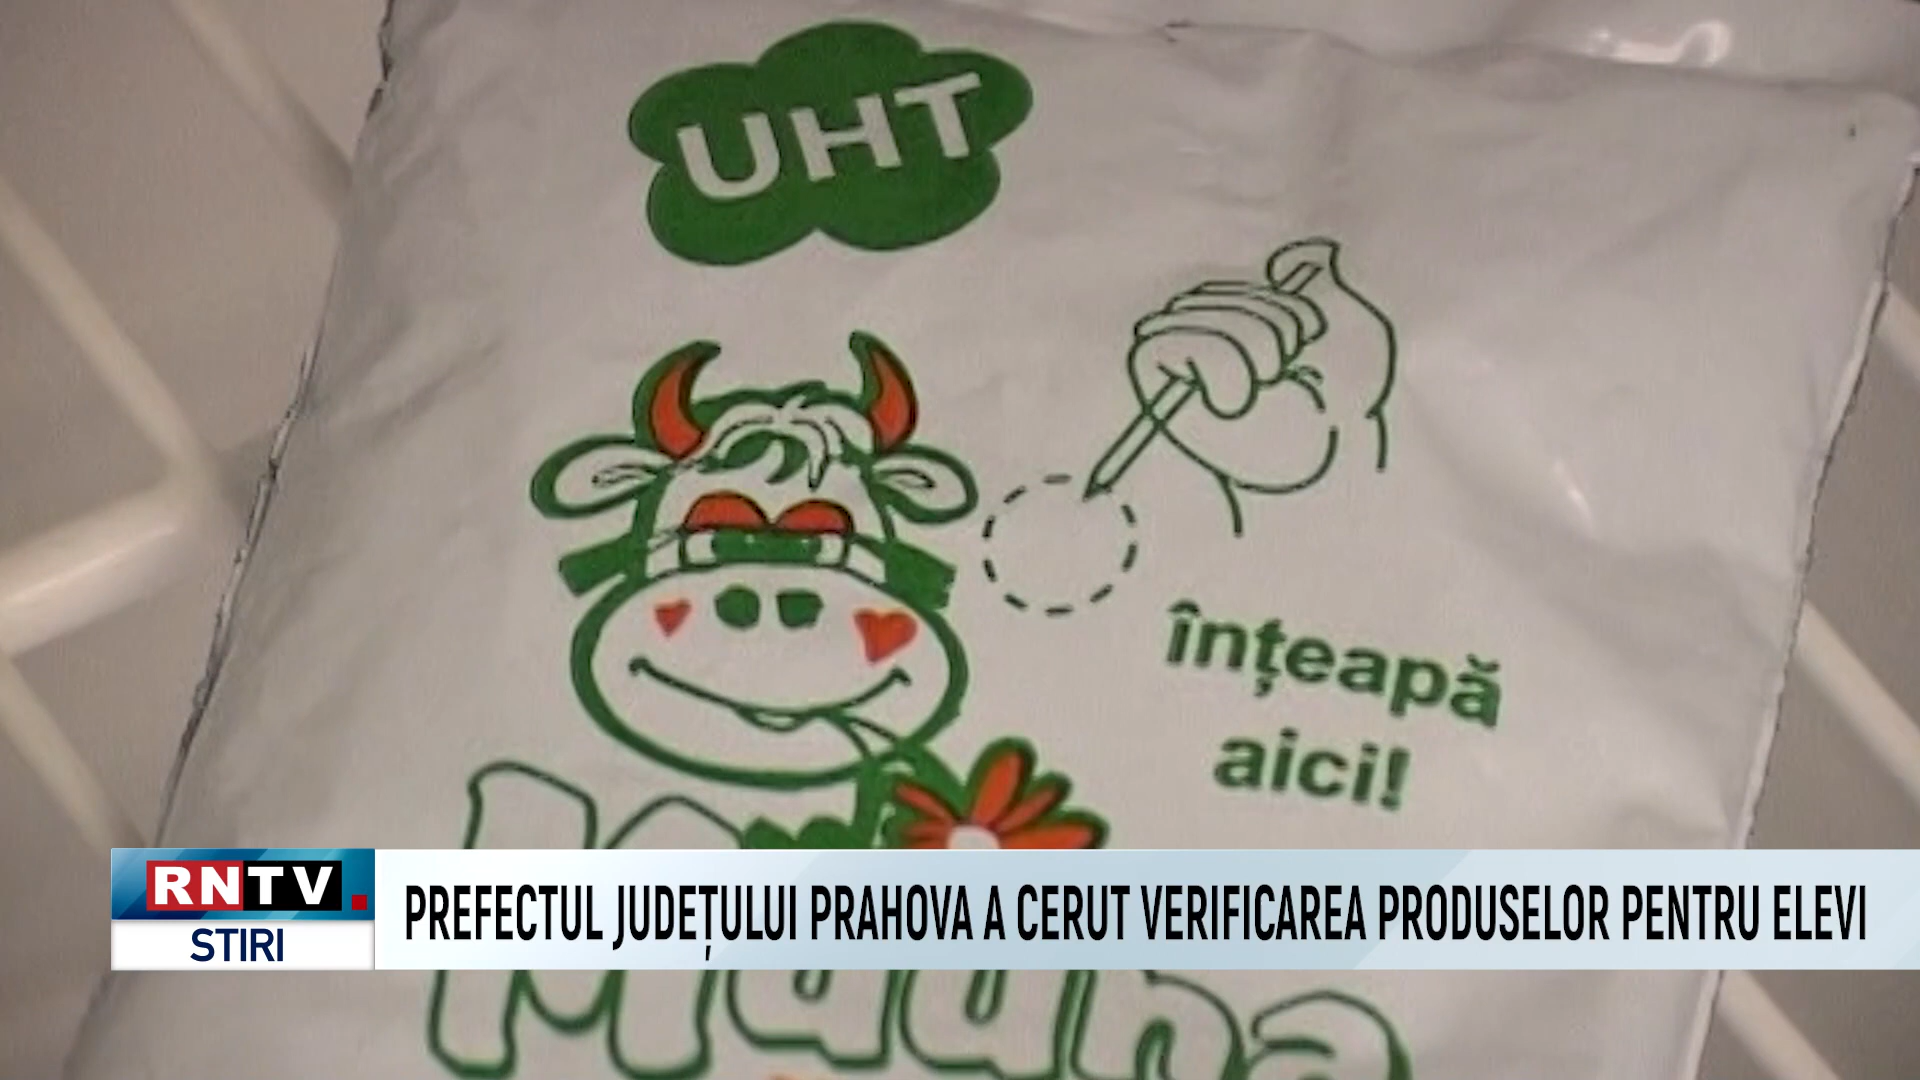 UHT
înțeapă
aici!
RNTV.
STIRI
PREFECTUL JUDEȚULUI PRAHOVA A CERUT VERIFICAREA PRODUSELOR PENTRU ELEVI